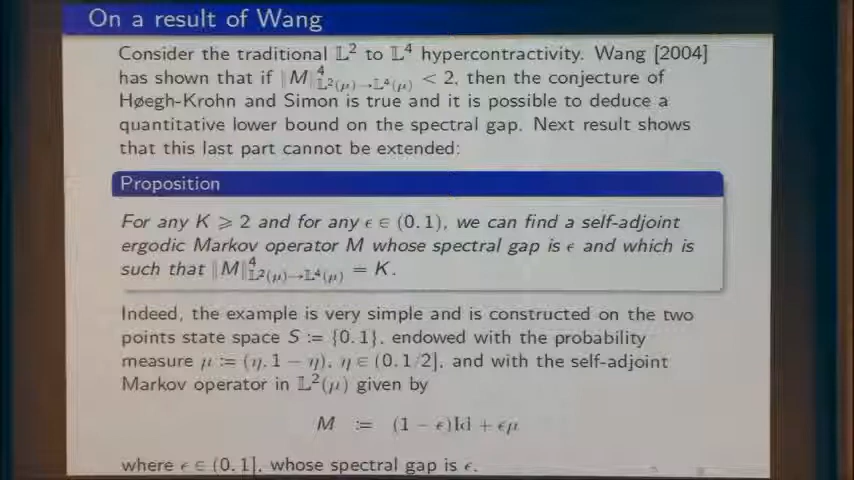 On a result of Wang
Consider the traditional 𝕃² to 𝕃⁴ hypercontractivity. Wang [2004]
has shown that if ‖M‖⁴_{𝕃²(μ)→𝕃⁴(μ)} < 2, then the conjecture of
Høegh-Krohn and Simon is true and it is possible to deduce a
quantitative lower bound on the spectral gap. Next result shows
that this last part cannot be extended:
Proposition
For any K ⩾ 2 and for any ϵ ∈ (0, 1), we can find a self-adjoint
ergodic Markov operator M whose spectral gap is ϵ and which is
such that ‖M‖⁴_{𝕃²(μ)→𝕃⁴(μ)} = K.
Indeed, the example is very simple and is constructed on the two
points state space S := {0, 1}, endowed with the probability
measure μ := (η, 1 − η), η ∈ (0, 1/2], and with the self-adjoint
Markov operator in 𝕃²(μ) given by
M := (1 − ϵ)Id + ϵμ
where ϵ ∈ (0, 1], whose spectral gap is ϵ.